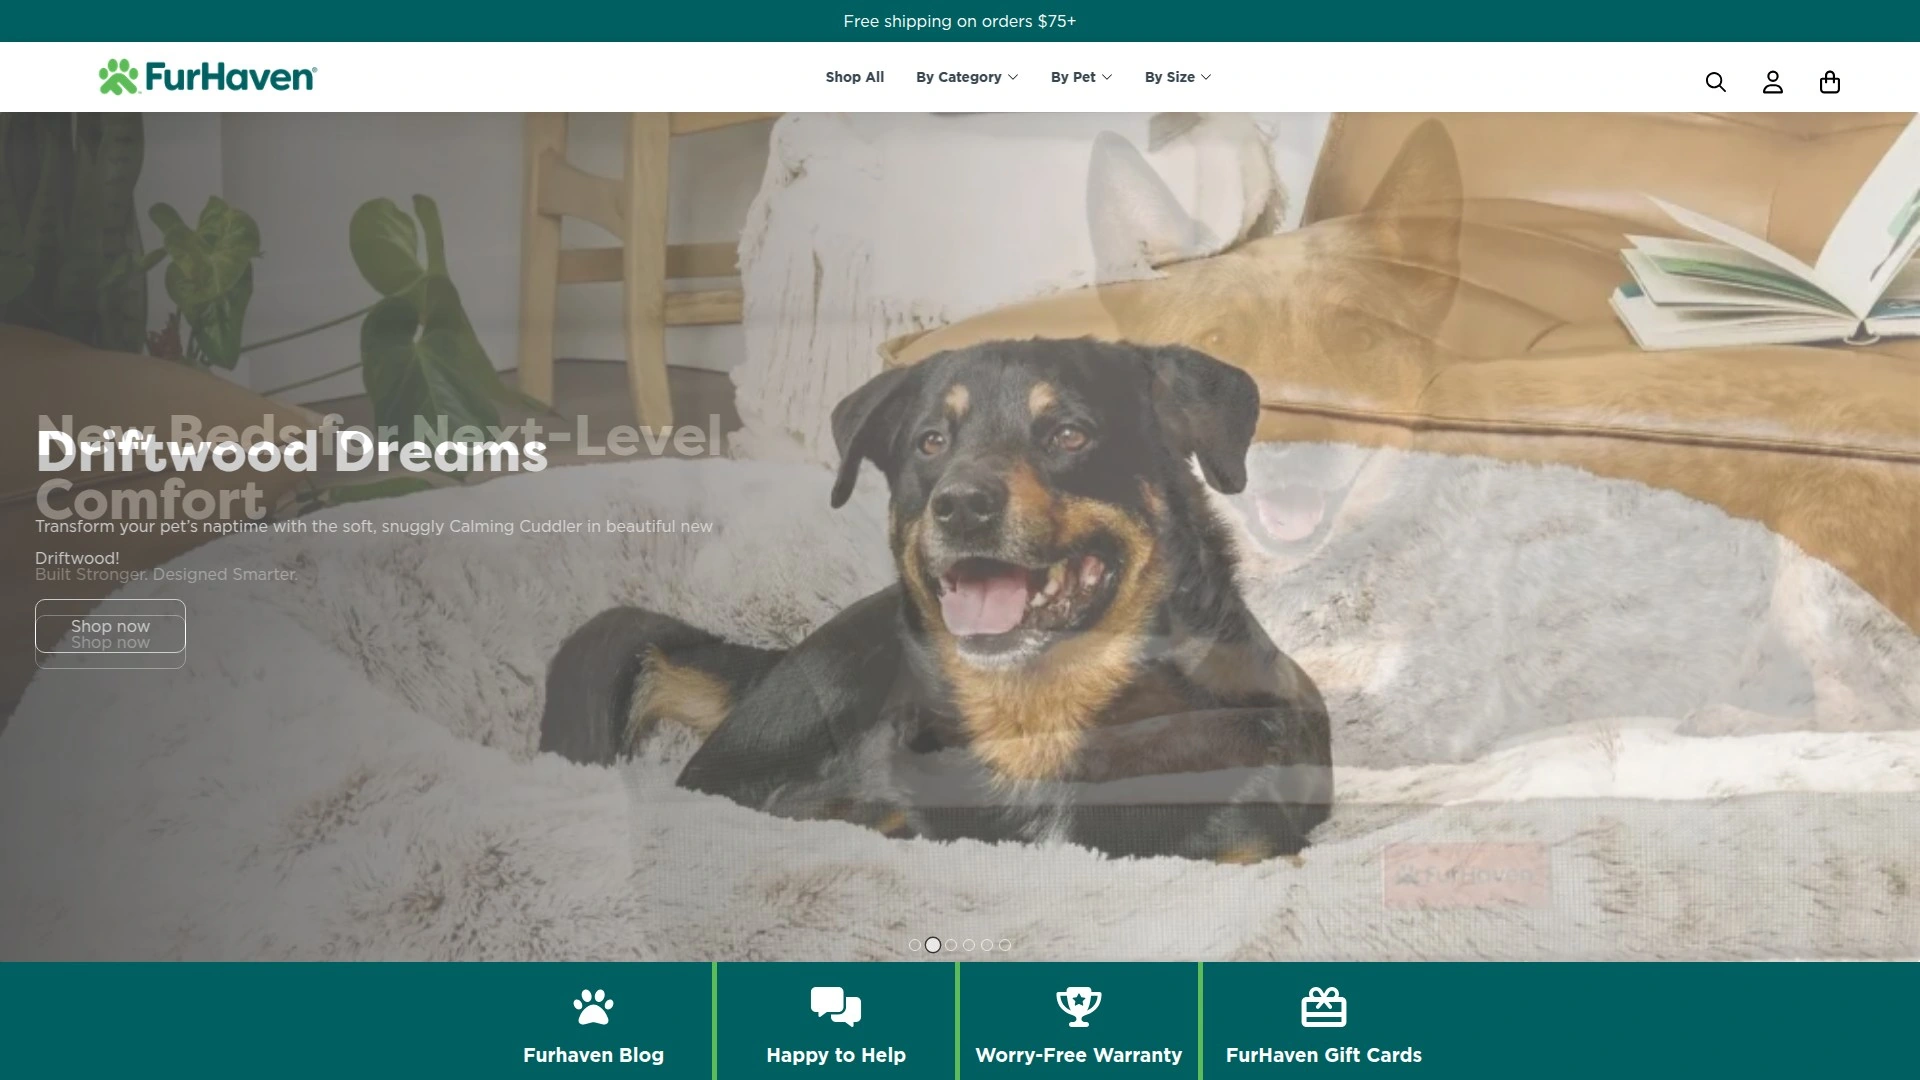 Free shipping on orders $75+
FurHaven
Shop All
By Category
By Pet
By Size
New Beds for Next-Level
Comfort
Driftwood Dreams
Transform your pet's naptime with the soft, snuggly Calming Cuddler in beautiful new
Driftwood!
Built Stronger. Designed Smarter.
Shop now
Shop now
FurHaven
Furhaven Blog
Happy to Help
Worry-Free Warranty
FurHaven Gift Cards